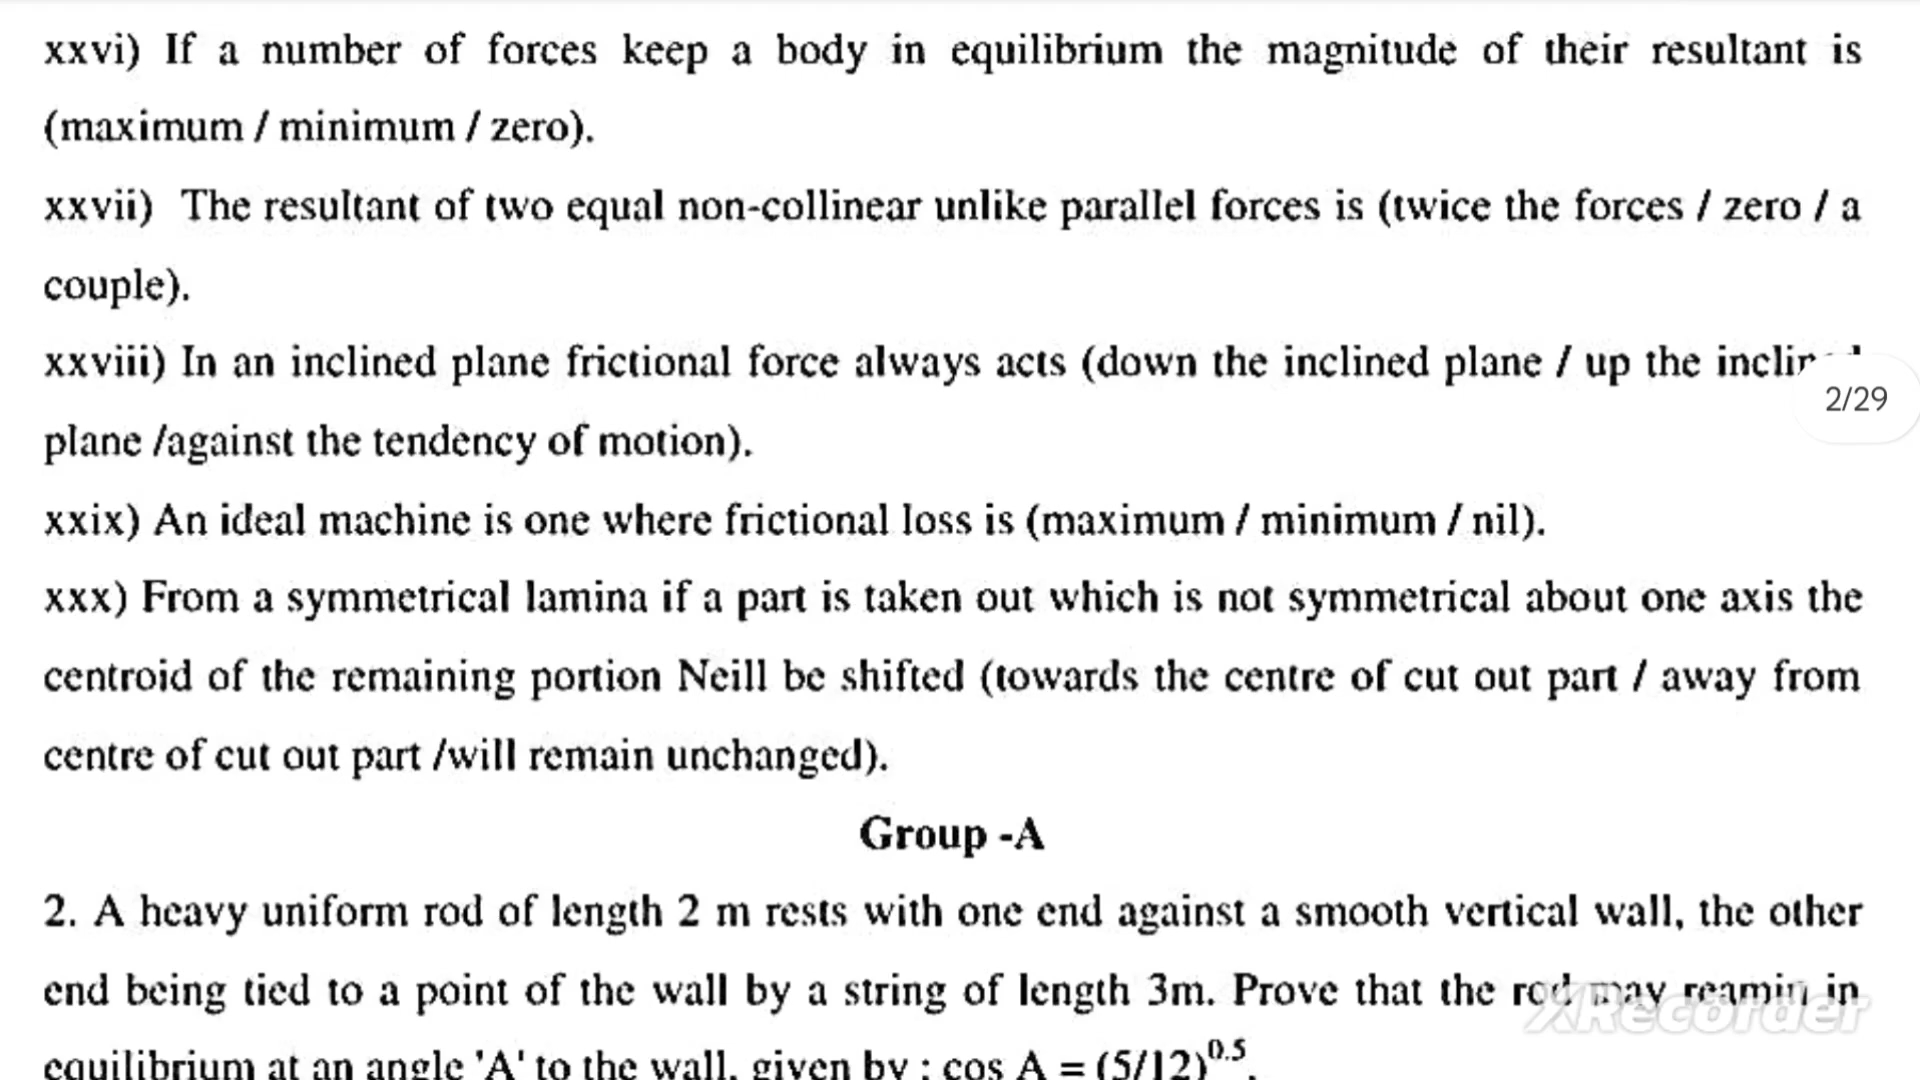 xxvi) If a number of forces keep a body in equilibrium the magnitude of their resultant is
(maximum / minimum / zero).
xxvii) The resultant of two equal non-collinear unlike parallel forces is (twice the forces / zero / a
couple).
xxviii) In an inclined plane frictional force always acts (down the inclined plane / up the
2/29
plane /against the tendency of motion).
xxix) An ideal machine is one where frictional loss is (maximum / minimum / nil).
xxx) From a symmetrical lamina if a part is taken out which is not symmetrical about one axis the
centroid of the remaining portion Neill be shifted (towards the centre of cut out part / away from
centre of cut out part /will remain unchanged).
Group -A
2. A heavy uniform rod of length 2 m rests with one end against a smooth vertical wall, the other
end being tied to a point of the wall by a string of length 3m. Prove that the rod may reamin in
XRecorder
equilibrium at an angle 'A' to the wall, given by : cos A = (5/12)^0.5.